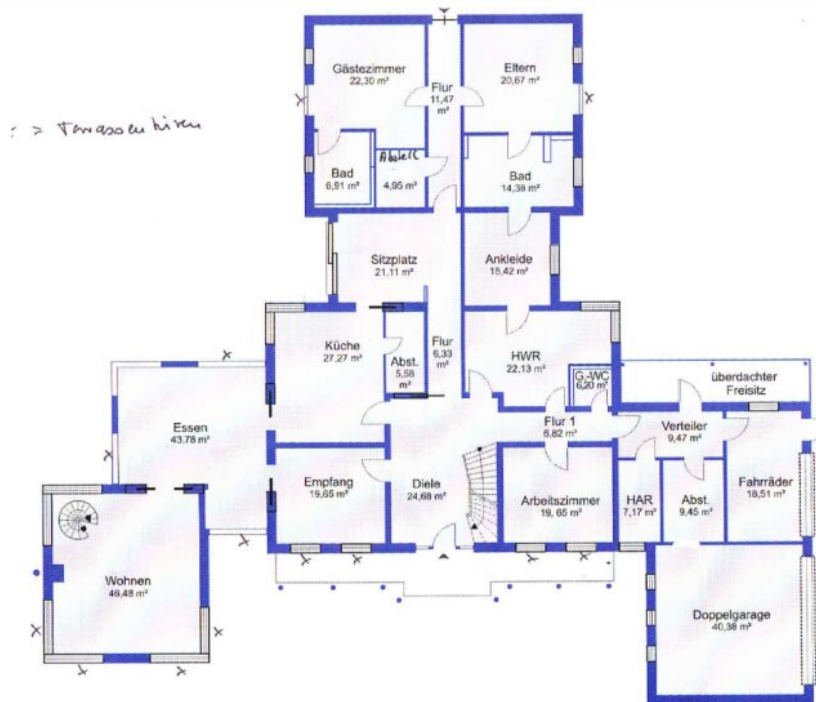 Gästezimmer
22,30 m²
Flur
11,47
m²
Eltern
20,67 m²
> Terrassentüren
Bad
6,91 m²
Abstell
4,95 m²
Bad
14,38 m²
Sitzplatz
21,11 m²
Ankleide
15,42 m²
Küche
27,27 m²
Abst.
5,58
m²
Flur
6,33
m²
HWR
22,13 m²
G.-WC
6,20 m²
überdachter
Freisitz
Essen
43,78 m²
Flur 1
6,82 m²
Verteiler
9,47 m²
Empfang
19,65 m²
Diele
24,68 m²
Arbeitszimmer
19,65 m²
HAR
7,17 m²
Abst.
9,45 m²
Fahrräder
18,51 m²
Wohnen
46,48 m²
Doppelgarage
40,38 m²